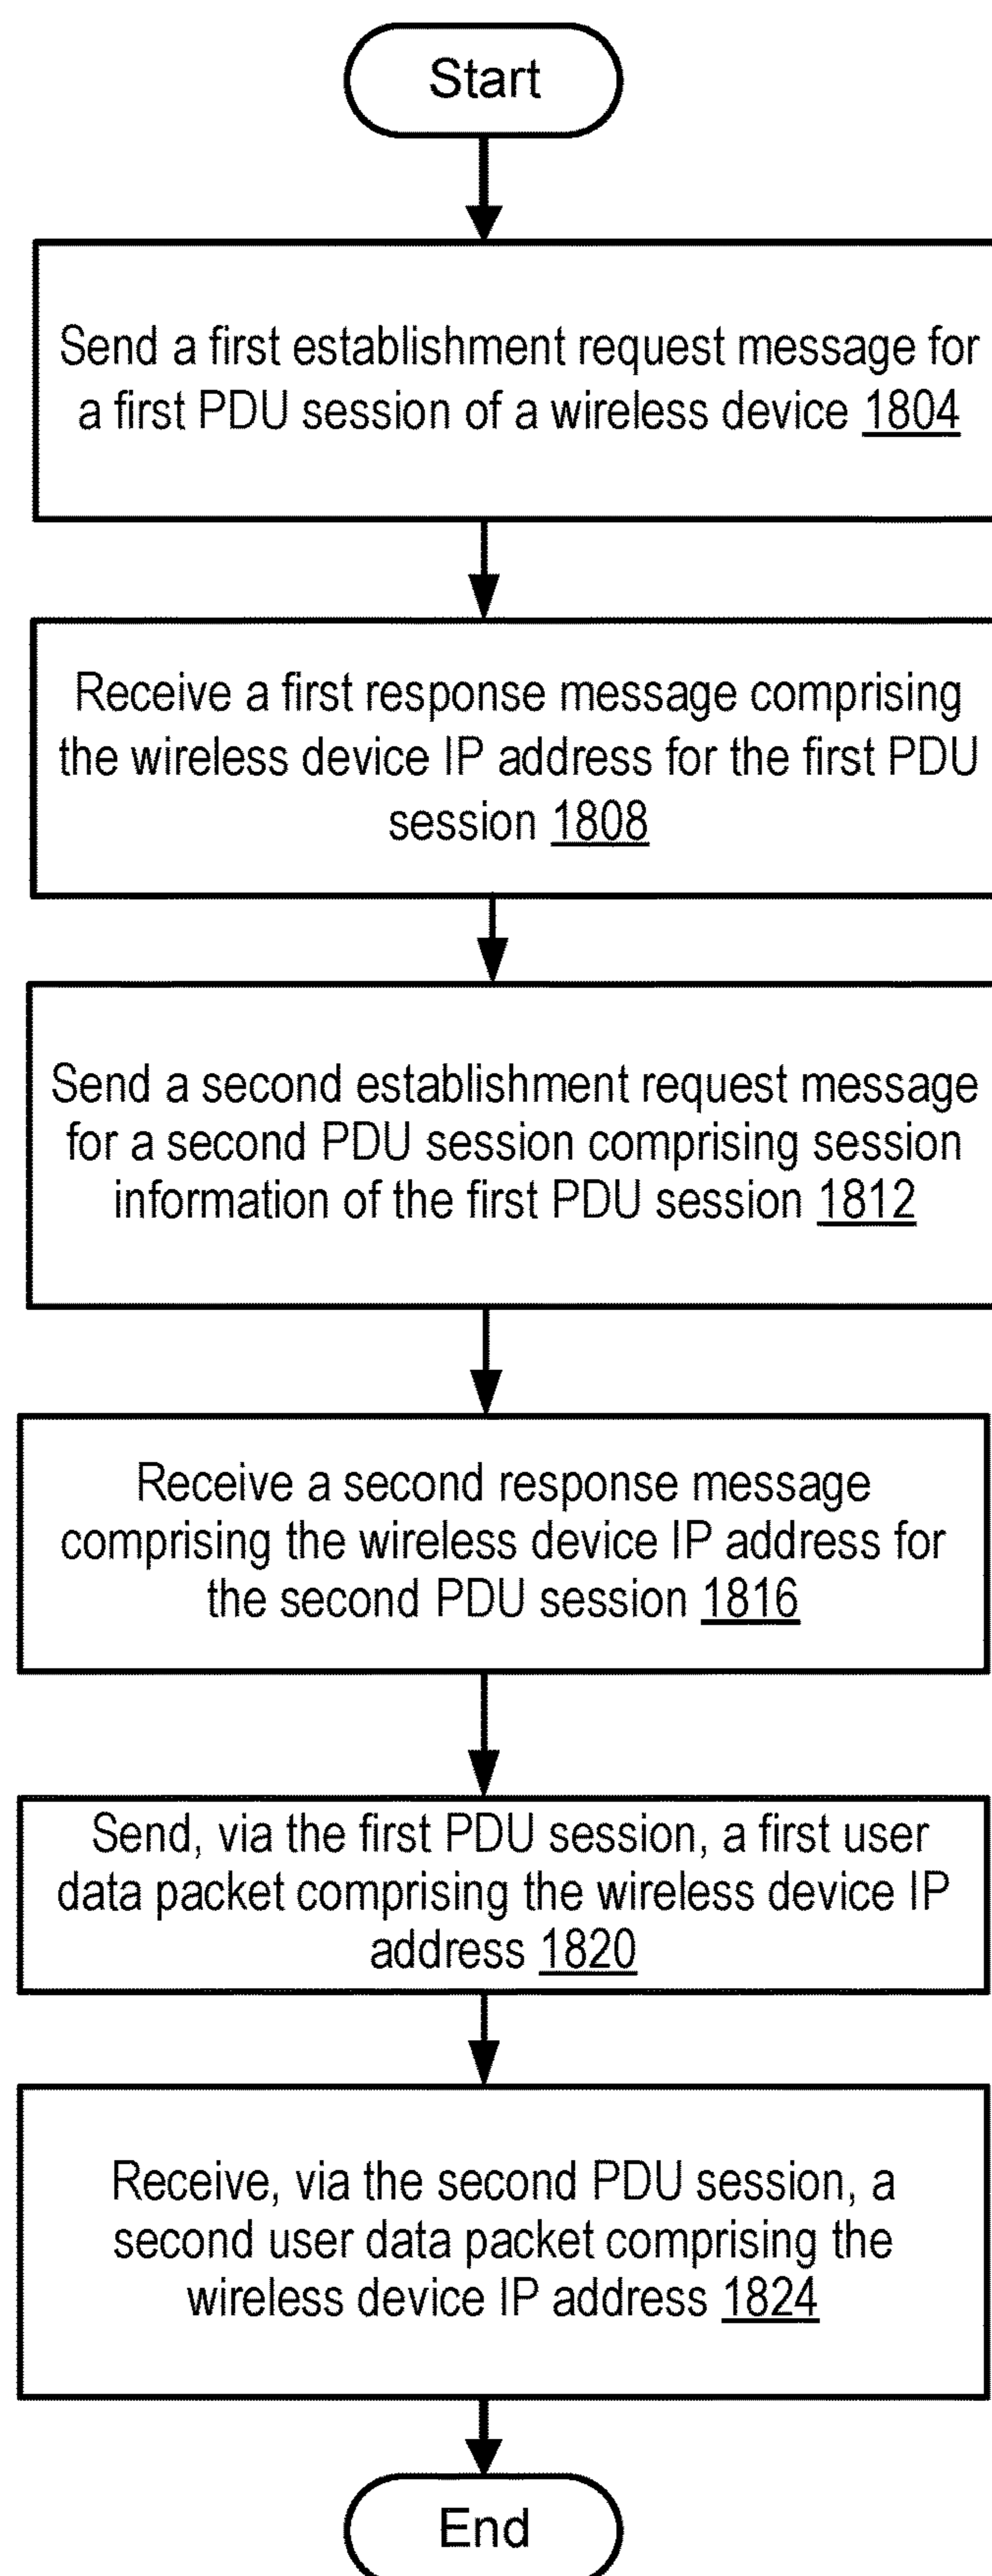 Start
Send a first establishment request message for
a first PDU session of a wireless device 1804
Receive a first response message comprising
the wireless device IP address for the first PDU
session 1808
Send a second establishment request message
for a second PDU session comprising session
information of the first PDU session 1812
Receive a second response message
comprising the wireless device IP address for
the second PDU session 1816
Send, via the first PDU session, a first user
data packet comprising the wireless device IP
address 1820
Receive, via the second PDU session, a
second user data packet comprising the
wireless device IP address 1824
End